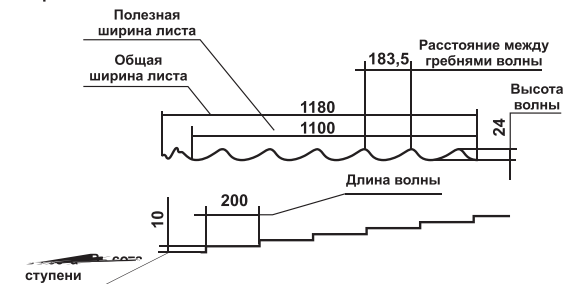 Полезная
ширина листа
Общая
ширина листа
183,5
Расстояние между
гребнями волны
Высота
волны
1180
1100
24
Длина волны
200
10
ступени